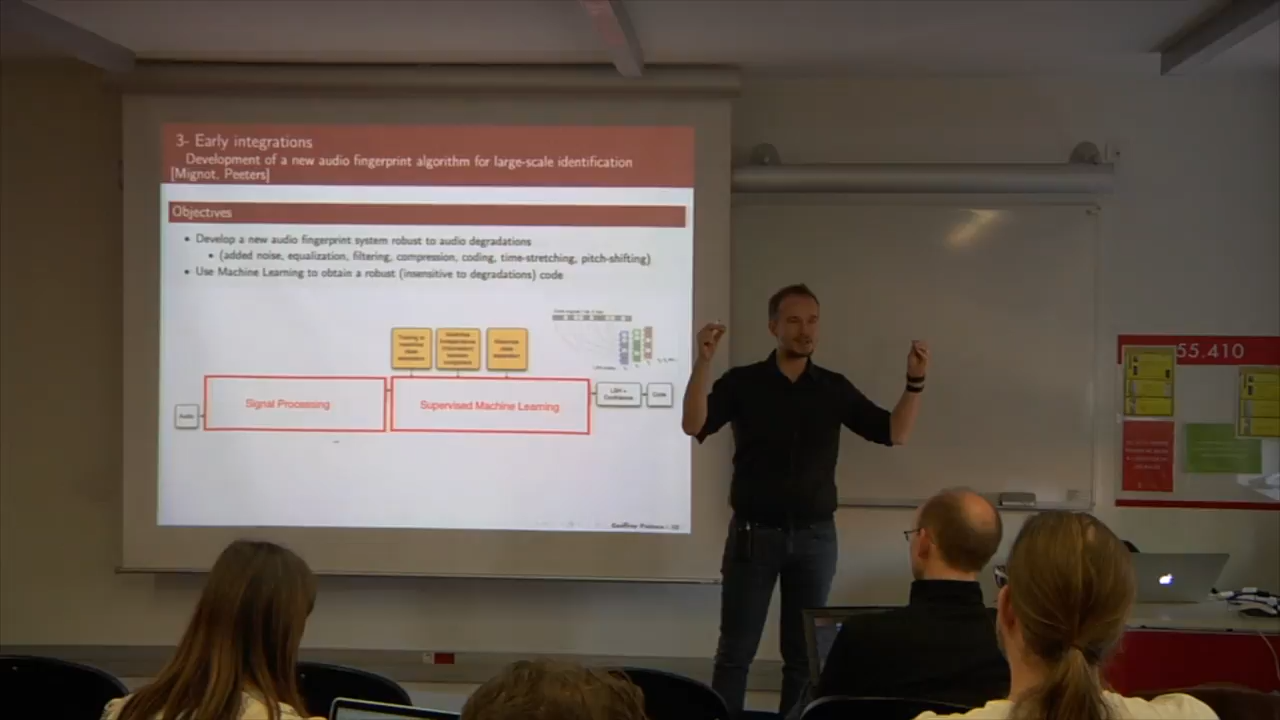 3- Early integrations
Development of a new audio fingerprint algorithm for large-scale identification
[Mignot, Peeters]
Objectives
• Develop a new audio fingerprint system robust to audio degradations
• (added noise, equalization, filtering, compression, coding, time-stretching, pitch-shifting)
• Use Machine Learning to obtain a robust (insensitive to degradations) code
Audio
Signal Processing
Supervised Machine Learning
Code
55.410